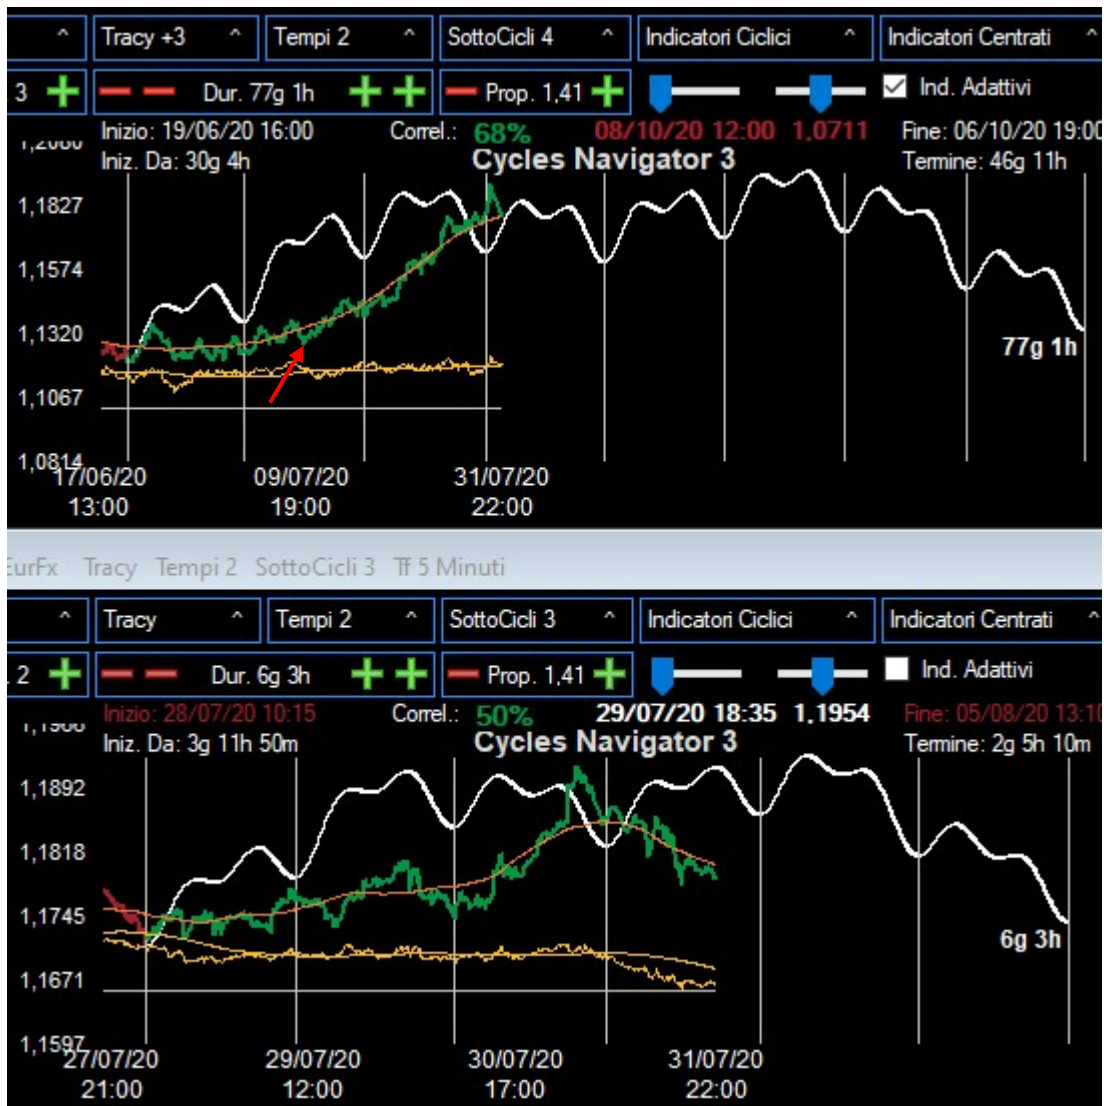 ^ Tracy +3 ^ Tempi 2 ^ SottoCicli 4 ^ Indicatori Ciclici ^ Indicatori Centrati ^
3 Dur. 77g 1h Prop. 1,41 Ind. Adattivi
Inizio: 19/06/20 16:00 Correl.: 68% 08/10/20 12:00 1.0711 Fine: 06/10/20 19:00
Iniz. Da: 30g 4h Cycles Navigator 3 Termine: 46g 11h
1,1827
1,1574
1,1320
77g 1h
1,1067
1,0814
17/06/20 09/07/20 31/07/20
13:00 19:00 22:00
EurFx Tracy Tempi 2 SottoCicli 3 Tf 5 Minuti
^ Tracy ^ Tempi 2 ^ SottoCicli 3 ^ Indicatori Ciclici ^ Indicatori Centrati ^
. 2 Dur. 6g 3h Prop. 1,41 Ind. Adattivi
Inizio: 28/07/20 10:15 Correl.: 50% 29/07/20 18:35 1.1954 Fine: 05/08/20 13:10
Iniz. Da: 3g 11h 50m Cycles Navigator 3 Termine: 2g 5h 10m
1,1892
1,1818
1,1745
6g 3h
1,1671
1,1597
27/07/20 29/07/20 30/07/20 31/07/20
21:00 12:00 17:00 22:00